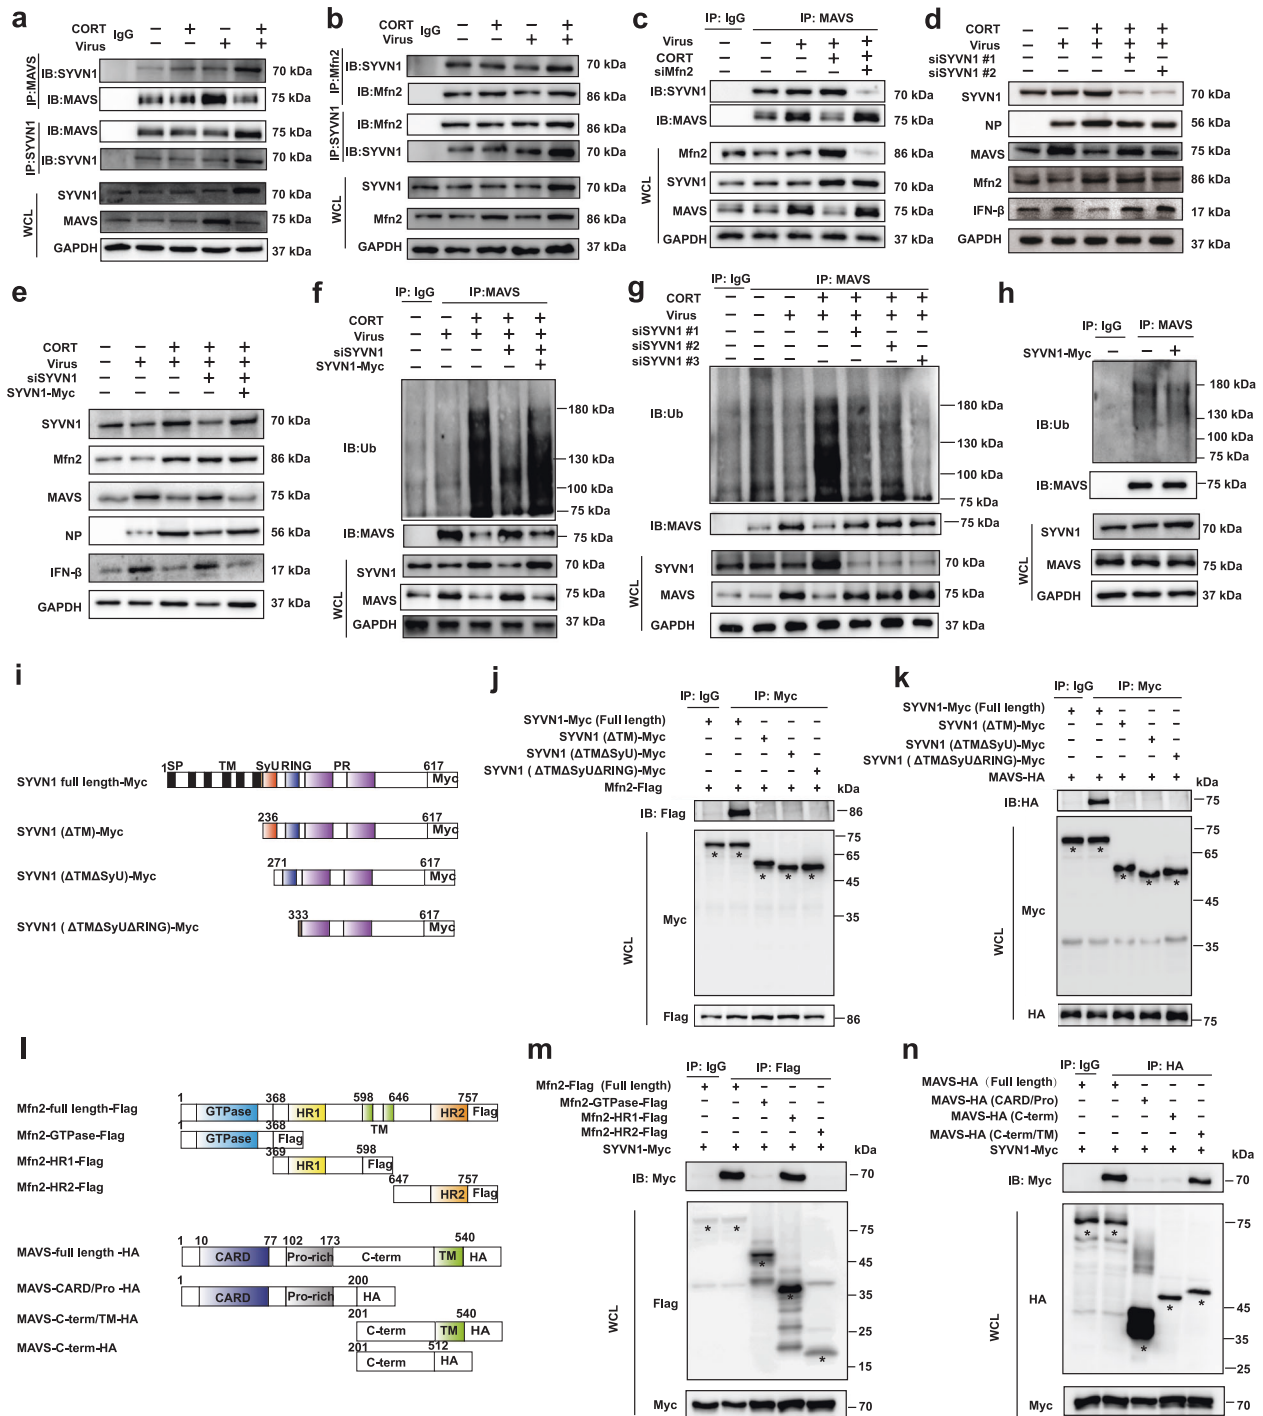 a
CORT IgG – + – +
Virus – – + +
IP:MAVS
IB:SYVN1 70 kDa
IB:MAVS 75 kDa
IP:SYVN1
IB:MAVS 75 kDa
IB:SYVN1 70 kDa
WCL
SYVN1 70 kDa
MAVS 75 kDa
GAPDH 37 kDa
b
CORT IgG – + – +
Virus – – + +
IP:Mfn2
IB:SYVN1 70 kDa
IB:Mfn2 86 kDa
IP:SYVN1
IB:Mfn2 86 kDa
IB:SYVN1 70 kDa
WCL
SYVN1 70 kDa
Mfn2 86 kDa
GAPDH 37 kDa
c
IP: IgG IP: MAVS
Virus – – + + +
CORT – – – + +
siMfn2 – – – – +
IB:SYVN1 70 kDa
IB:MAVS 75 kDa
WCL
Mfn2 86 kDa
SYVN1 70 kDa
MAVS 75 kDa
GAPDH 37 kDa
d
CORT – – + + +
Virus – + + + +
siSYVN1 #1 – – – + –
siSYVN1 #2 – – – – +
SYVN1 70 kDa
NP 56 kDa
MAVS 75 kDa
Mfn2 86 kDa
IFN-β 17 kDa
GAPDH 37 kDa
e
CORT – – + + +
Virus – + + + +
siSYVN1 – – – + +
SYVN1-Myc – – – – +
SYVN1 70 kDa
Mfn2 86 kDa
MAVS 75 kDa
NP 56 kDa
IFN-β 17 kDa
GAPDH 37 kDa
f
IP: IgG IP:MAVS
CORT – – + + +
Virus – + + + +
siSYVN1 – – – + +
SYVN1-Myc – – – – +
IB:Ub
180 kDa
130 kDa
100 kDa
75 kDa
IB:MAVS 75 kDa
WCL
SYVN1 70 kDa
MAVS 75 kDa
GAPDH 37 kDa
g
IP: IgG IP: MAVS
CORT – – – + + + +
Virus – – + + + + +
siSYVN1 #1 – – – – + – –
siSYVN1 #2 – – – – – + –
siSYVN1 #3 – – – – – – +
IB:Ub
180 kDa
130 kDa
100 kDa
75 kDa
IB:MAVS 75 kDa
WCL
SYVN1 70 kDa
MAVS 75 kDa
GAPDH 37 kDa
h
IP: IgG IP: MAVS
SYVN1-Myc – – +
IB:Ub
180 kDa
130 kDa
100 kDa
75 kDa
IB:MAVS 75 kDa
WCL
SYVN1 70 kDa
MAVS 75 kDa
GAPDH 37 kDa
i
1 SP TM SyU RING PR 617
SYVN1 full length-Myc Myc
236 617
SYVN1 (ΔTM)-Myc Myc
271 617
SYVN1 (ΔTMΔSyU)-Myc Myc
333 617
SYVN1 ( ΔTMΔSyUΔRING)-Myc Myc
j
IP: IgG IP: Myc
SYVN1-Myc (Full length) + + – – –
SYVN1 (ΔTM)-Myc – – + – –
SYVN1 (ΔTMΔSyU)-Myc – – – + –
SYVN1 ( ΔTMΔSyUΔRING)-Myc – – – – +
Mfn2-Flag + + + + + kDa
IB: Flag 86
WCL
Myc
75
65
45
35
* * * * *
Flag 86
k
IP: IgG IP: Myc
SYVN1-Myc (Full length) + + – – –
SYVN1 (ΔTM)-Myc – – + – –
SYVN1 (ΔTMΔSyU)-Myc – – – + –
SYVN1 ( ΔTMΔSyUΔRING)-Myc – – – – +
MAVS-HA + + + + + kDa
IB:HA 75
WCL
Myc
75
65
45
35
* * * * *
HA 75
l
1 368 598 646 757
Mfn2-full length-Flag GTPase HR1 HR2 Flag
TM
1 368
Mfn2-GTPase-Flag GTPase Flag
369 598
Mfn2-HR1-Flag HR1 Flag
647 757
Mfn2-HR2-Flag HR2 Flag
1 10 77 102 173 540
MAVS-full length -HA CARD Pro-rich C-term TM HA
1 200
MAVS-CARD/Pro -HA CARD Pro-rich HA
201 540
MAVS-C-term/TM-HA C-term TM HA
201 512
MAVS-C-term-HA C-term HA
m
IP: IgG IP: Flag
Mfn2-Flag (Full length) + + – – –
Mfn2-GTPase-Flag – – + – –
Mfn2-HR1-Flag – – – + –
Mfn2-HR2-Flag – – – – +
SYVN1-Myc + + + + + kDa
IB: Myc 70
WCL
Flag
75
45
35
25
15
* * * * *
Myc 70
n
IP: IgG IP: HA
MAVS-HA (Full length) + + – – –
MAVS-HA (CARD/Pro) – – + – –
MAVS-HA (C-term) – – – + –
MAVS-HA (C-term/TM) – – – – +
SYVN1-Myc + + + + + kDa
IB: Myc 70
WCL
HA
75
45
35
25
* * * * *
Myc 70